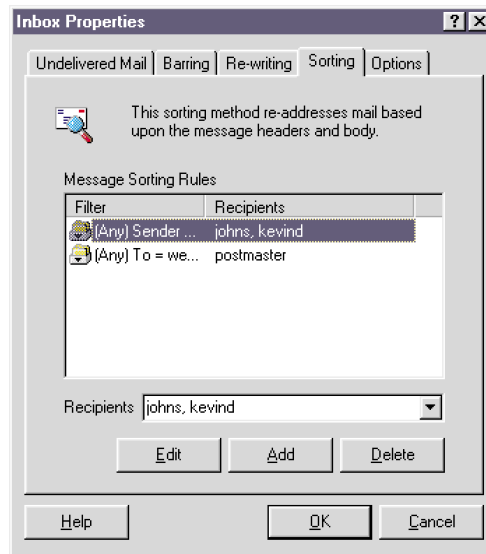 Inbox Properties
Undelivered Mail Barring Re-writing Sorting Options
This sorting method re-addresses mail based
upon the message headers and body.
Message Sorting Rules
Filter Recipients
(Any) Sender ... johns, kevind
(Any) To = we... postmaster
Recipients johns, kevind
Edit Add Delete
Help OK Cancel